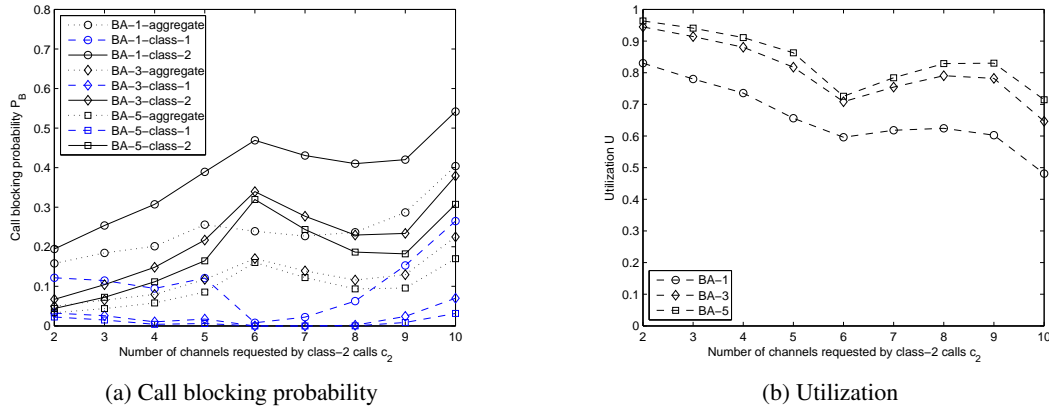 0.8
0.7
0.6
0.5
0.4
0.3
0.2
0.1
0
Call blocking probability P_B
BA-1-aggregate
BA-1-class-1
BA-1-class-2
BA-3-aggregate
BA-3-class-1
BA-3-class-2
BA-5-aggregate
BA-5-class-1
BA-5-class-2
2 3 4 5 6 7 8 9 10
Number of channels requested by class-2 calls c_2
(a) Call blocking probability
1
0.9
0.8
0.7
0.6
0.5
0.4
0.3
0.2
0.1
0
Utilization U
BA-1
BA-3
BA-5
2 3 4 5 6 7 8 9 10
Number of channels requested by class-2 calls c_2
(b) Utilization